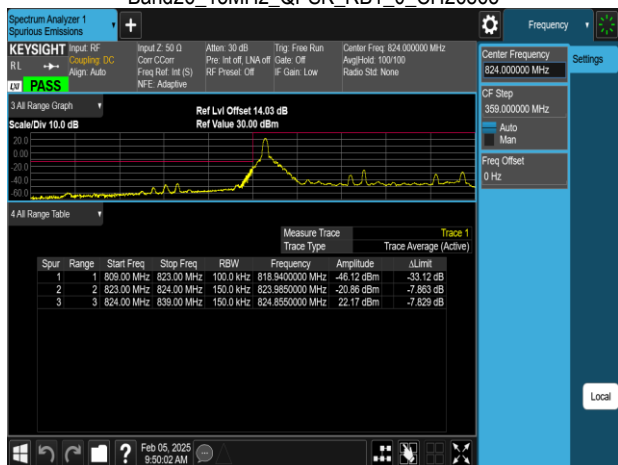 Spectrum Analyzer 1
Spurious Emissions
+
Frequency
KEYSIGHT
RL
Input: RF
Coupling: DC
Align: Auto
Input Z: 50 Ω
Corr CCorr
Freq Ref: Int (S)
NFE: Adaptive
Atten: 30 dB
Pre: Int off, LNA off
RF Preset: Off
Trig: Free Run
Gate: Off
IF Gain: Low
Center Freq: 824.000000 MHz
Avg|Hold: 100/100
Radio Std: None
PASS
Center Frequency
824.000000 MHz
Settings
CF Step
359.000000 MHz
Auto
Man
Freq Offset
0 Hz
3 All Range Graph
Scale/Div 10.0 dB
Ref Lvl Offset 14.03 dB
Ref Value 30.00 dBm
20.0
0.00
-20.0
-40.0
-60.0
4 All Range Table
Measure Trace Trace 1
Trace Type Trace Average (Active)
Spur Range Start Freq Stop Freq RBW Frequency Amplitude ΔLimit
1 1 809.00 MHz 823.00 MHz 100.0 kHz 818.9400000 MHz -46.12 dBm -33.12 dB
2 2 823.00 MHz 824.00 MHz 150.0 kHz 823.9850000 MHz -20.86 dBm -7.863 dB
3 3 824.00 MHz 839.00 MHz 150.0 kHz 824.8550000 MHz 22.17 dBm -7.829 dB
Local
?
Feb 05, 2025
9:50:02 AM